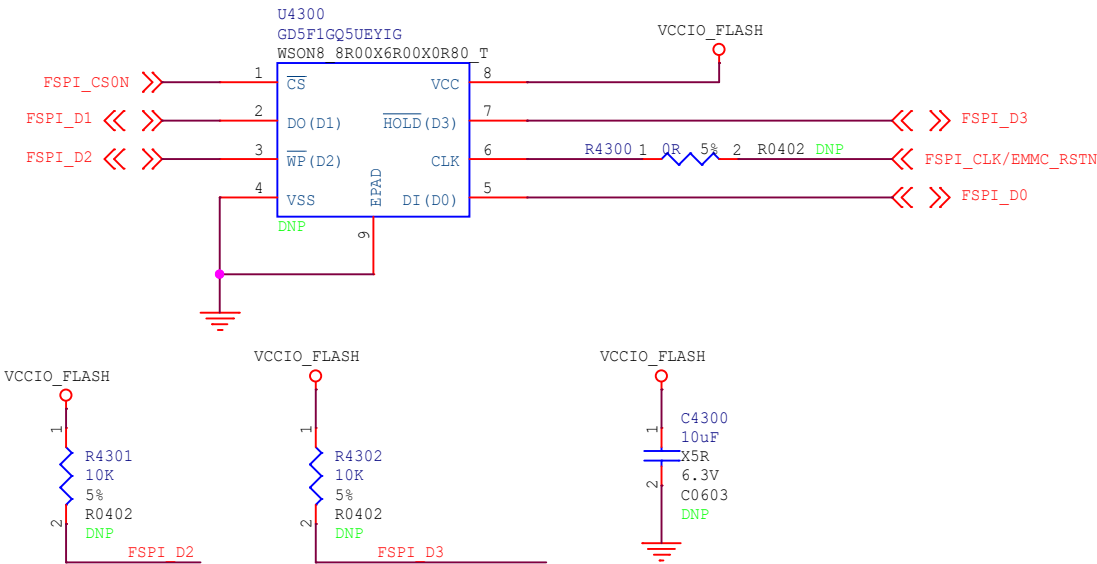 U4300
GD5F1GQ5UEYIG
WSON8_8R00X6R00X0R80_T
VCCIO_FLASH
FSPI_CS0N
1
CS
VCC
8
FSPI_D1
2
DO(D1)
HOLD(D3)
7
FSPI_D3
FSPI_D2
3
WP(D2)
CLK
6
R4300 1 0R 5% 2 R0402 DNP
FSPI_CLK/EMMC_RSTN
4
VSS
EPAD
DI(D0)
5
FSPI_D0
DNP
9
VCCIO_FLASH
1
R4301
10K
5%
R0402
DNP
2
FSPI_D2
VCCIO_FLASH
1
R4302
10K
5%
R0402
DNP
2
FSPI_D3
VCCIO_FLASH
1
C4300
10uF
X5R
6.3V
C0603
DNP
2